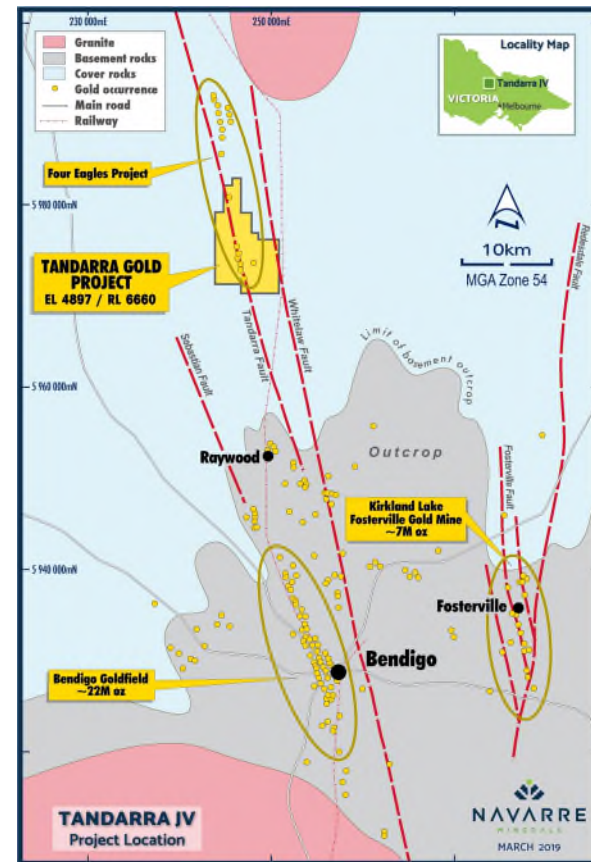 230 000mE
250 000mE
Granite
Basement rocks
Cover rocks
Gold occurrence
Main road
Railway
Locality Map
VICTORIA
Tandarra JV
Melbourne
Four Eagles Project
5 980 000mN
TANDARRA GOLD
PROJECT
EL 4897 / RL 6660
10km
MGA Zone 54
Redesdale Fault
Whitelaw Fault
Tandarra Fault
Sebastian Fault
5 960 000mN
Limit of basement outcrop
Outcrop
Raywood
Fosterville Fault
Kirkland Lake
Fosterville Gold Mine
~7M oz
5 940 000mN
Fosterville
Bendigo
Bendigo Goldfield
~22M oz
TANDARRA JV
Project Location
NAVARRE
MINERALS
MARCH 2019